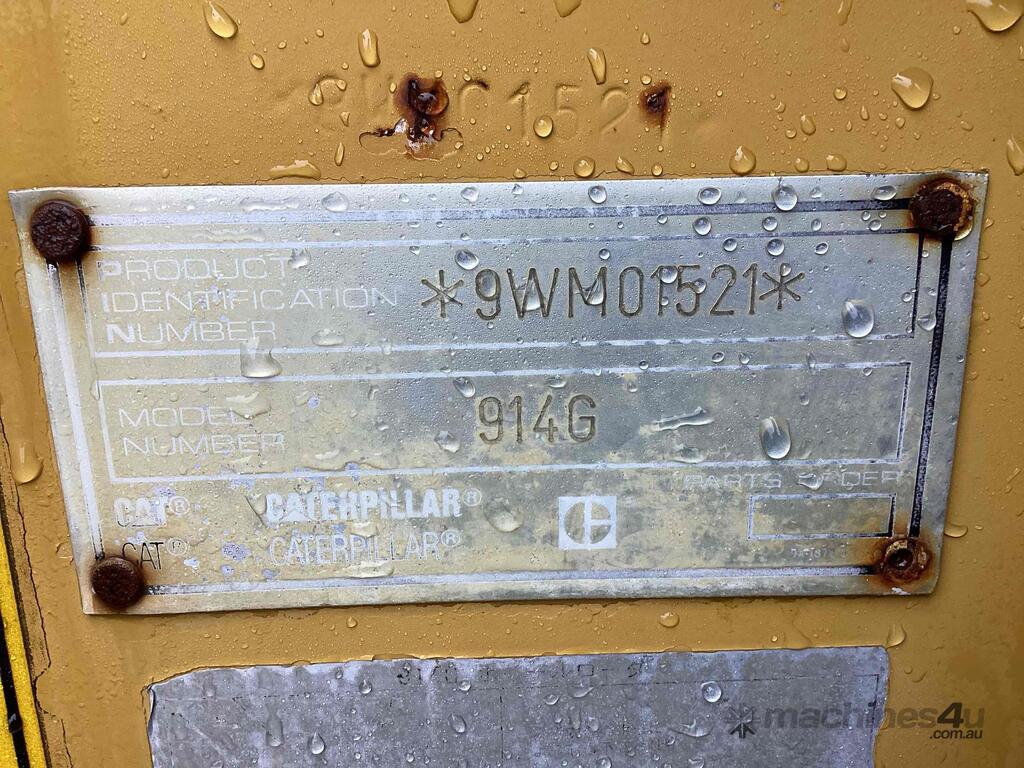 PRODUCT
IDENTIFICATION
NUMBER
*9WM01521*
MODEL
NUMBER
914G
PARTS ORDER
CAT® CATERPILLAR®
CAT® CATERPILLAR®
machines4u
.com.au